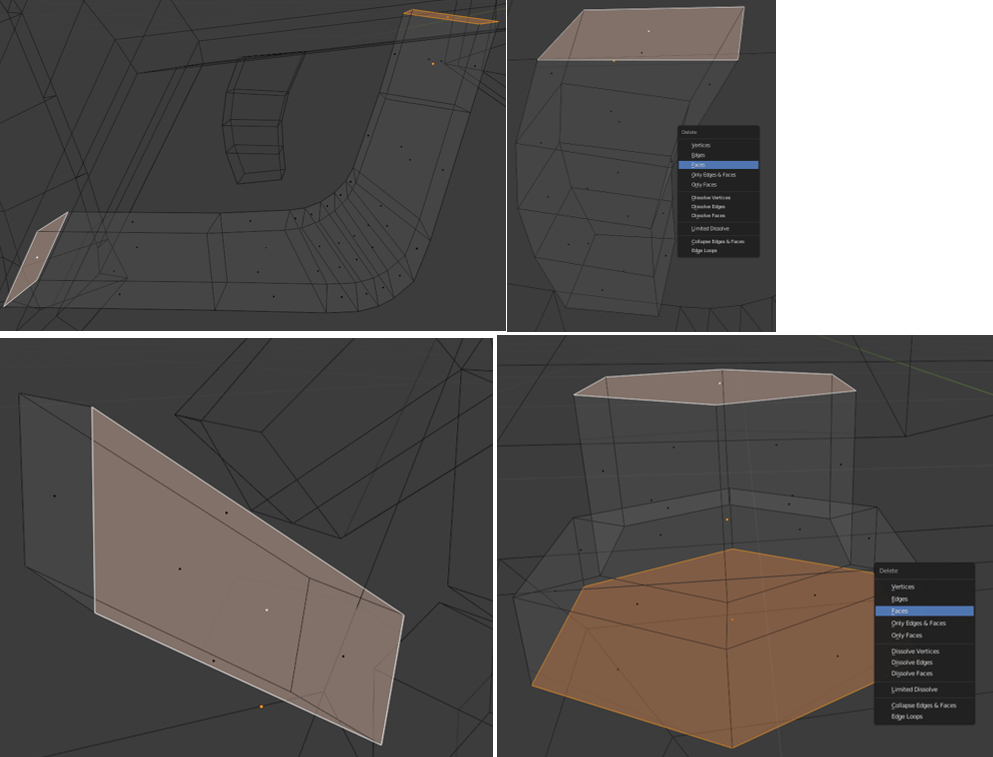 Delete
Vertices
Edges
Faces
Only Edges & Faces
Only Faces
Dissolve Vertices
Dissolve Edges
Dissolve Faces
Limited Dissolve
Collapse Edges & Faces
Edge Loops
Delete
Vertices
Edges
Faces
Only Edges & Faces
Only Faces
Dissolve Vertices
Dissolve Edges
Dissolve Faces
Limited Dissolve
Collapse Edges & Faces
Edge Loops